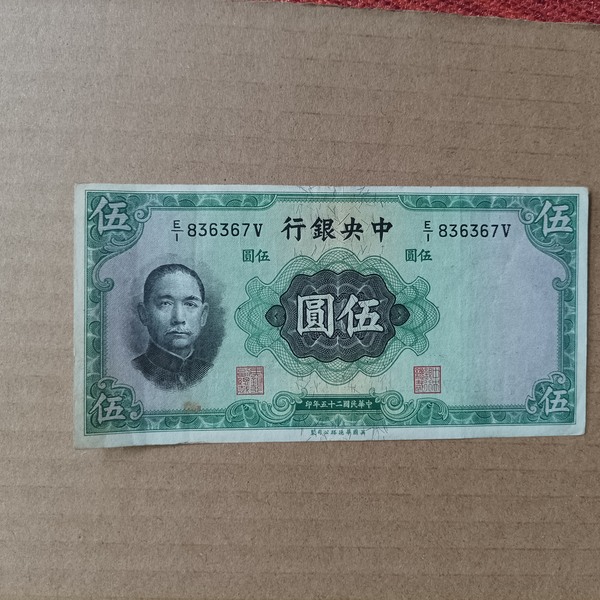 伍 伍
E/1 836367V 中央銀行 E/1 836367V
伍圓 伍圓
伍圓
中華民國二十五年印
伍 伍